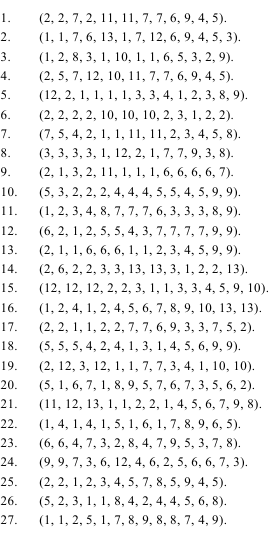 1. (2, 2, 7, 2, 11, 11, 7, 7, 6, 9, 4, 5).
2. (1, 1, 7, 6, 13, 1, 7, 12, 6, 9, 4, 5, 3).
3. (1, 2, 8, 3, 1, 10, 1, 1, 6, 5, 3, 2, 9).
4. (2, 5, 7, 12, 10, 11, 7, 7, 6, 9, 4, 5).
5. (12, 2, 1, 1, 1, 1, 3, 3, 4, 1, 2, 3, 8, 9).
6. (2, 2, 2, 2, 10, 10, 10, 2, 3, 1, 2, 2).
7. (7, 5, 4, 2, 1, 1, 11, 11, 2, 3, 4, 5, 8).
8. (3, 3, 3, 3, 1, 12, 2, 1, 7, 7, 9, 3, 8).
9. (2, 1, 3, 2, 11, 1, 1, 1, 6, 6, 6, 6, 7).
10. (5, 3, 2, 2, 2, 4, 4, 4, 5, 5, 4, 5, 9, 9).
11. (1, 2, 3, 4, 8, 7, 7, 7, 6, 3, 3, 3, 8, 9).
12. (6, 2, 1, 2, 5, 5, 4, 3, 7, 7, 7, 7, 9, 9).
13. (2, 1, 1, 6, 6, 6, 1, 1, 2, 3, 4, 5, 9, 9).
14. (2, 6, 2, 2, 3, 3, 13, 13, 3, 1, 2, 2, 13).
15. (12, 12, 12, 2, 2, 3, 1, 1, 3, 3, 4, 5, 9, 10).
16. (1, 2, 4, 1, 2, 4, 5, 6, 7, 8, 9, 10, 13, 13).
17. (2, 2, 1, 1, 2, 2, 7, 7, 6, 9, 3, 3, 7, 5, 2).
18. (5, 5, 5, 4, 2, 4, 1, 3, 1, 4, 5, 6, 9, 9).
19. (2, 12, 3, 12, 1, 1, 7, 7, 3, 4, 1, 10, 10).
20. (5, 1, 6, 7, 1, 8, 9, 5, 7, 6, 7, 3, 5, 6, 2).
21. (11, 12, 13, 1, 1, 2, 2, 1, 4, 5, 6, 7, 9, 8).
22. (1, 4, 1, 4, 1, 5, 1, 6, 1, 7, 8, 9, 6, 5).
23. (6, 6, 4, 7, 3, 2, 8, 4, 7, 9, 5, 3, 7, 8).
24. (9, 9, 7, 3, 6, 12, 4, 6, 2, 5, 6, 6, 7, 3).
25. (2, 2, 1, 2, 3, 4, 5, 7, 8, 5, 9, 4, 5).
26. (5, 2, 3, 1, 1, 8, 4, 2, 4, 4, 5, 6, 8).
27. (1, 1, 2, 5, 1, 7, 8, 9, 8, 8, 7, 4, 9).